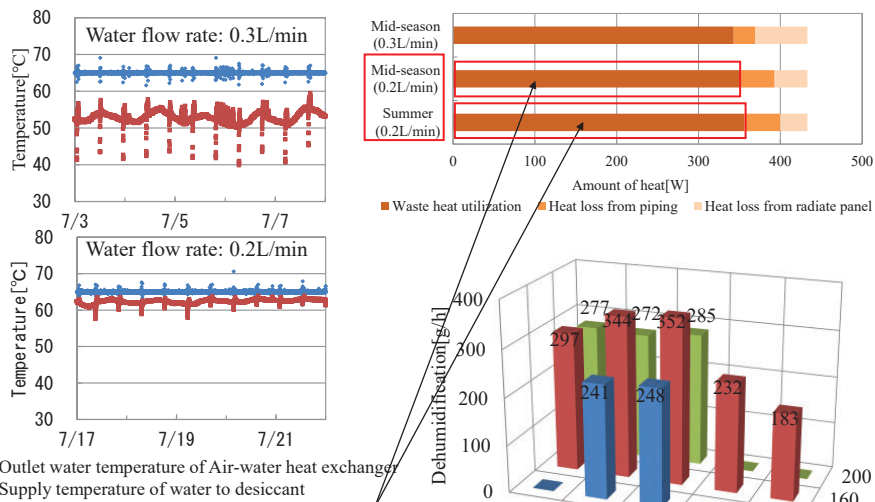 80
70
60
50
40
30
Temperature[℃]
Water flow rate: 0.3L/min
7/3
7/5
7/7
80
70
60
50
40
30
Temperature[℃]
Water flow rate: 0.2L/min
7/17
7/19
7/21
Outlet water temperature of Air-water heat exchanger
Supply temperature of water to desiccant
Mid-season
(0.3L/min)
Mid-season
(0.2L/min)
Summer
(0.2L/min)
0
100
200
300
400
500
Amount of heat[W]
Waste heat utilization
Heat loss from piping
Heat loss from radiate panel
Dehumidification[g/h]
400
300
200
100
0
277
272
285
297
344
352
232
183
241
248
200
160